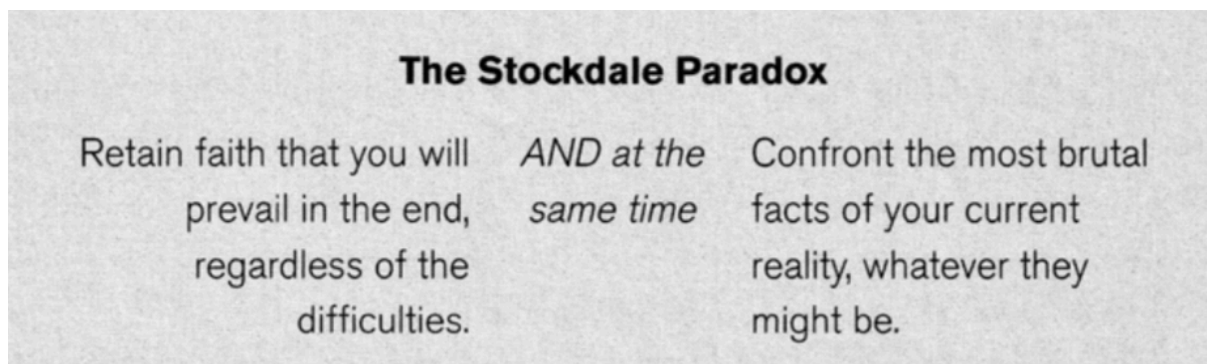 The Stockdale Paradox
Retain faith that you will
prevail in the end,
regardless of the
difficulties.
AND at the
same time
Confront the most brutal
facts of your current
reality, whatever they
might be.